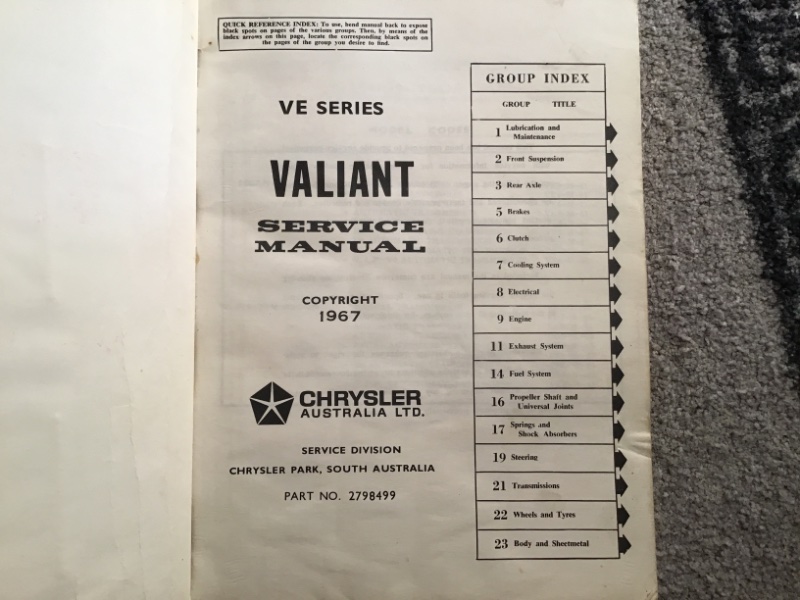 QUICK REFERENCE INDEX: To use, bend manual back to expose
black spots on pages of the various groups. Then, by means of the
index arrows on this page, locate the corresponding black spots on
the pages of the group you desire to find.
VE SERIES
VALIANT
SERVICE
MANUAL
COPYRIGHT
1967
CHRYSLER
AUSTRALIA LTD.
SERVICE DIVISION
CHRYSLER PARK, SOUTH AUSTRALIA
PART NO. 2798499
GROUP INDEX
GROUP TITLE
1 Lubrication and
Maintenance
2 Front Suspension
3 Rear Axle
5 Brakes
6 Clutch
7 Cooling System
8 Electrical
9 Engine
11 Exhaust System
14 Fuel System
16 Propeller Shaft and
Universal Joints
17 Springs and
Shock Absorbers
19 Steering
21 Transmissions
22 Wheels and Tyres
23 Body and Sheetmetal